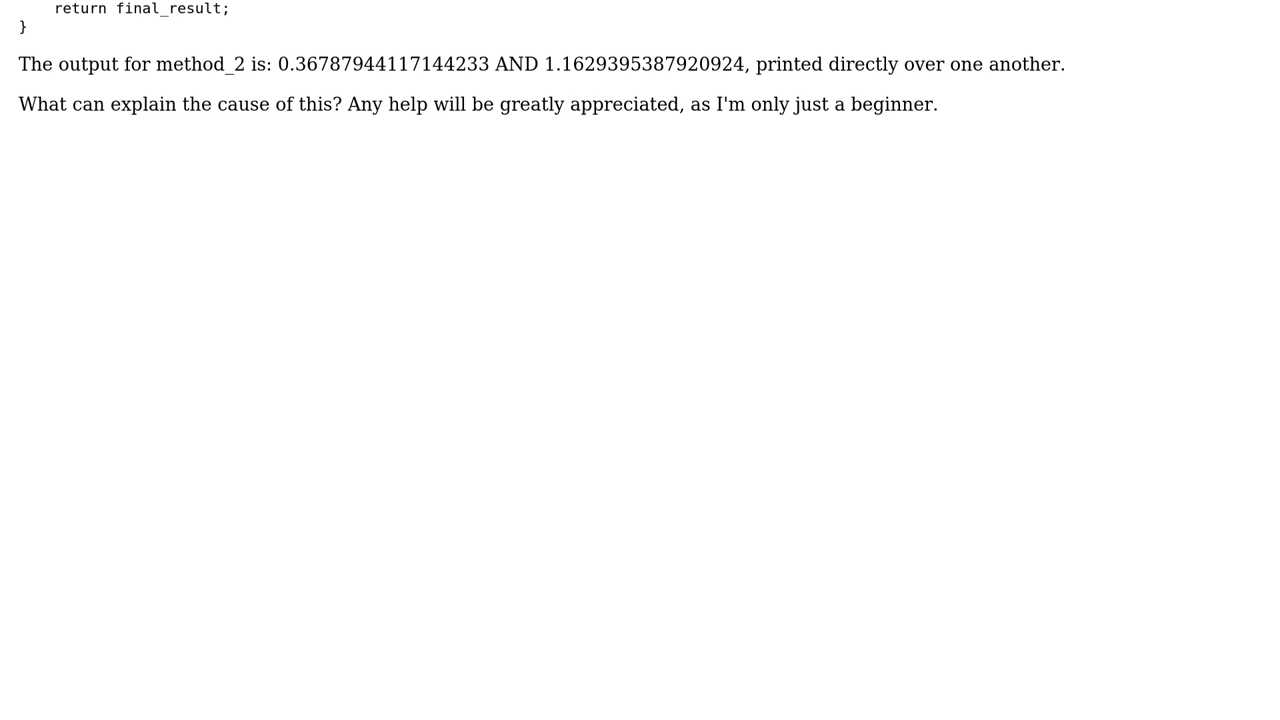 return final_result;
}
The output for method_2 is: 0.36787944117144233 AND 1.1629395387920924, printed directly over one another.
What can explain the cause of this? Any help will be greatly appreciated, as I'm only just a beginner.